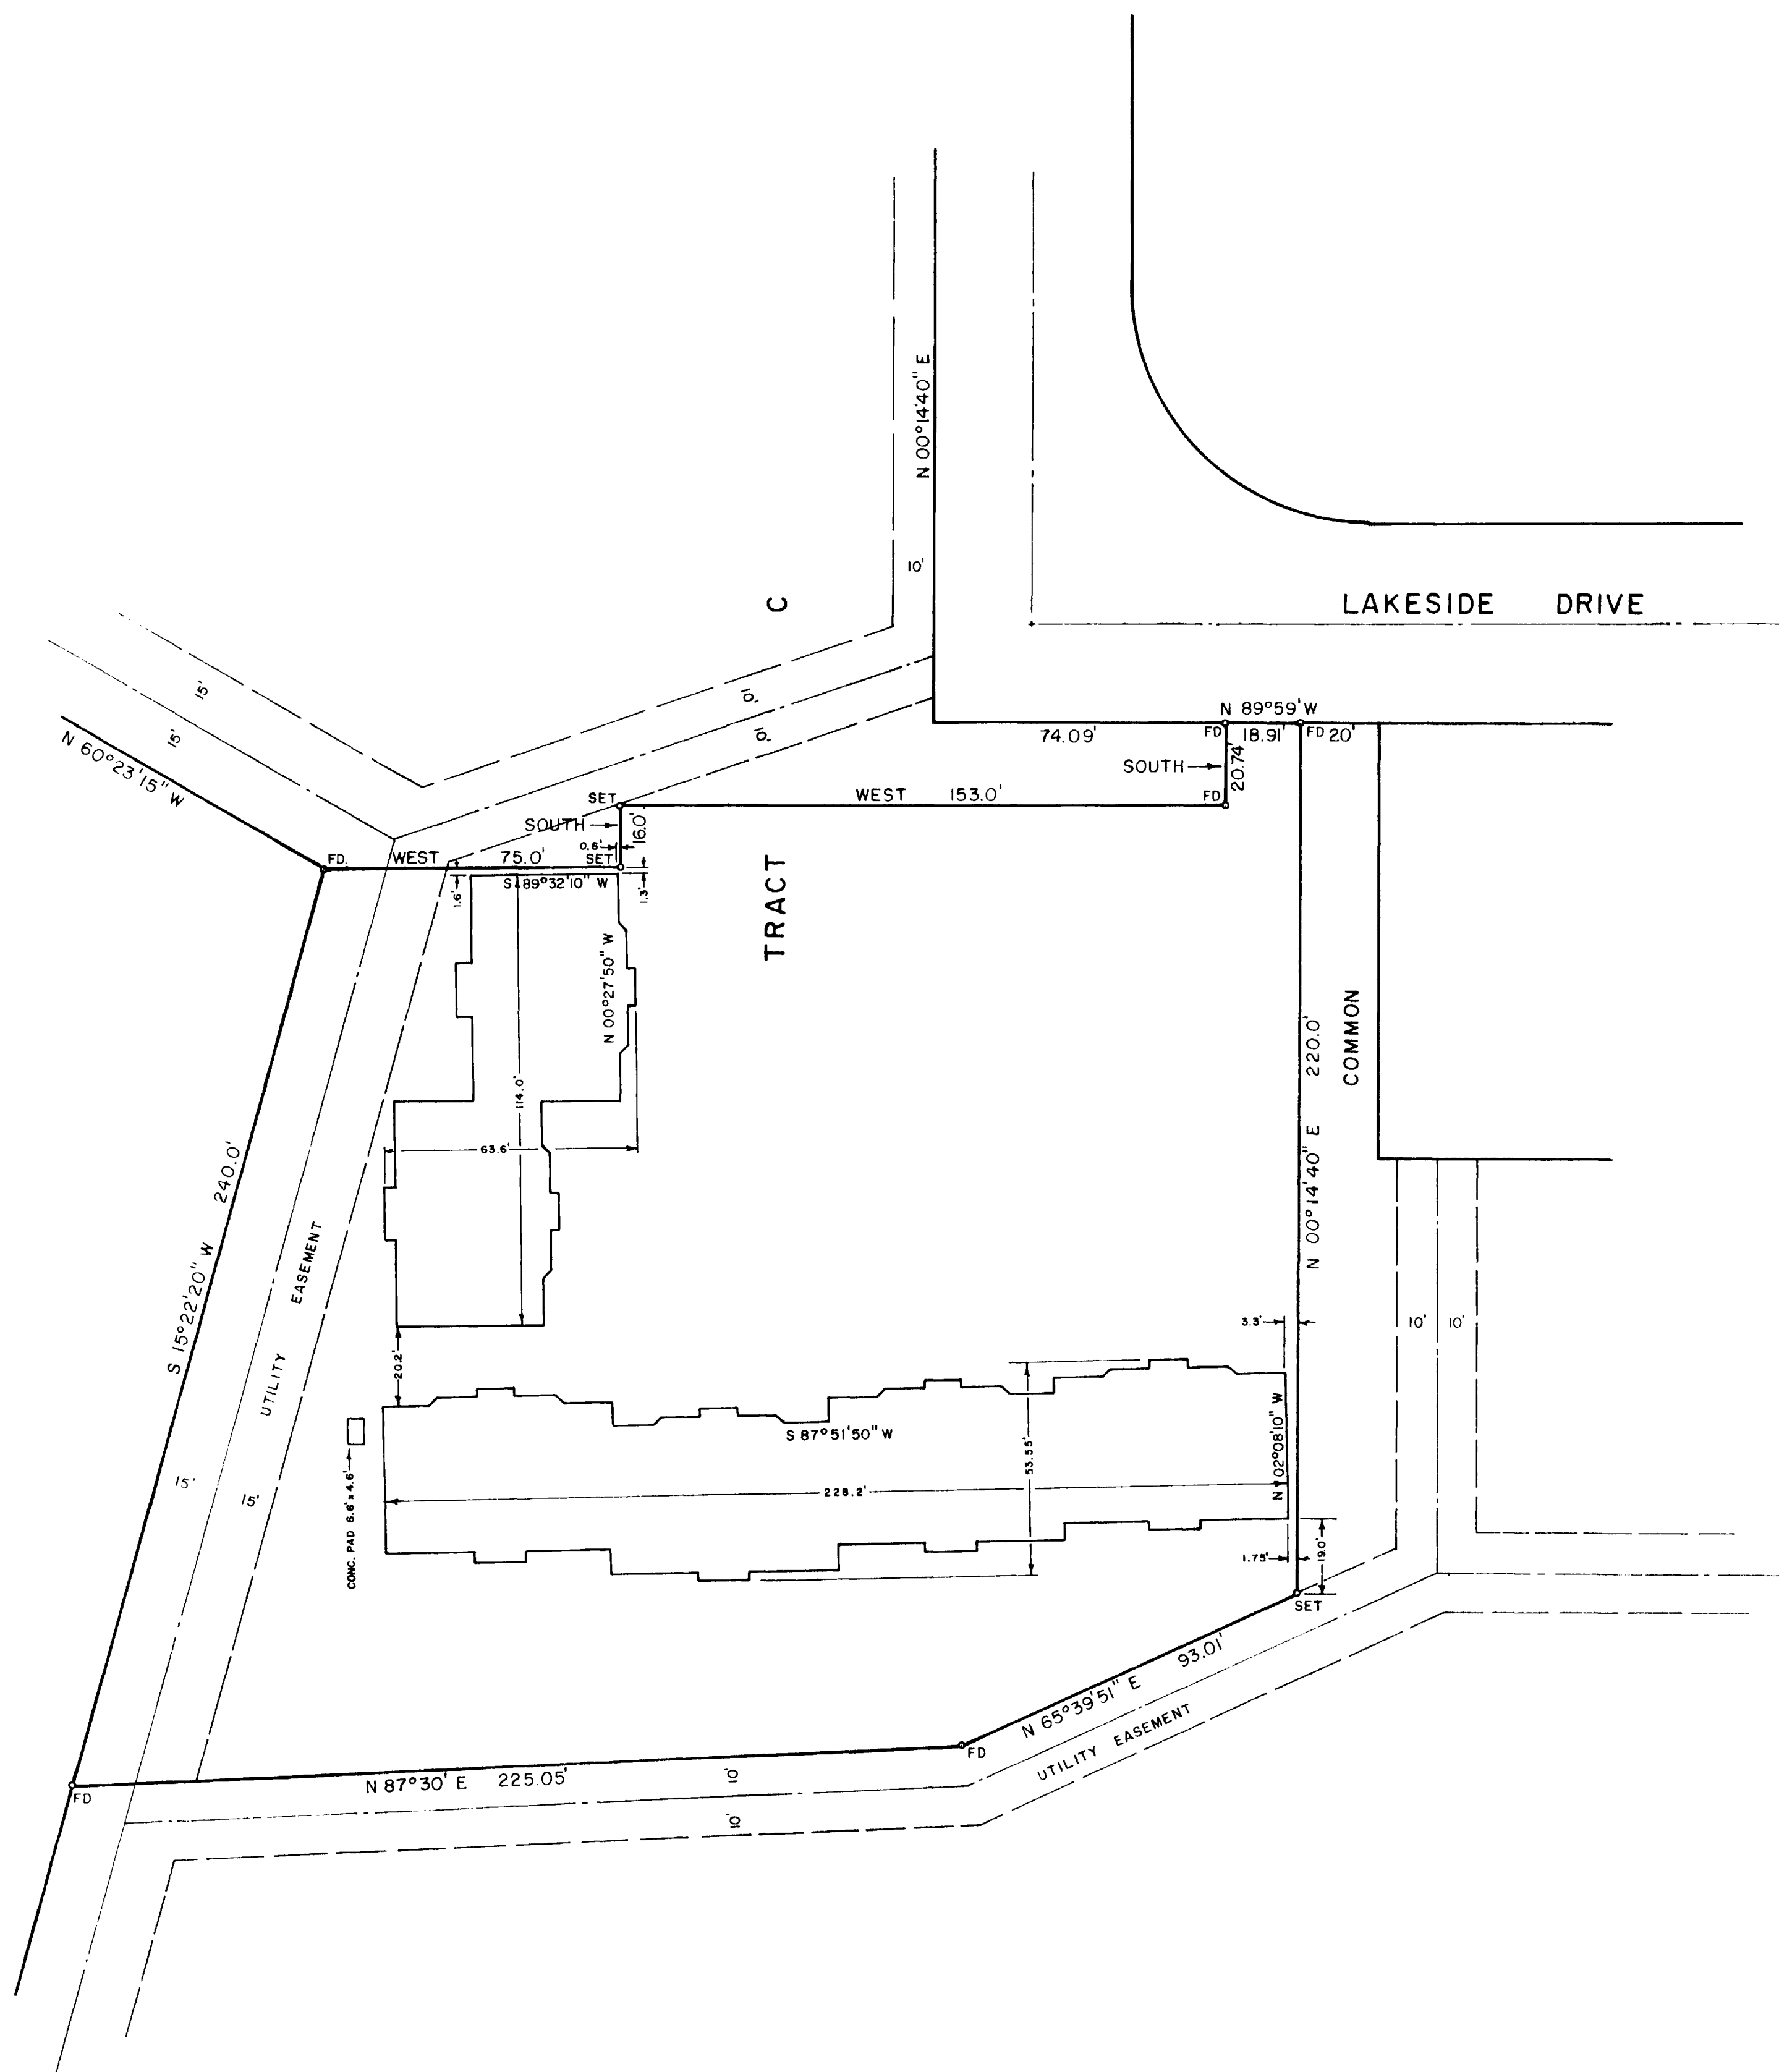 N 00°14'40" E
10'
C
LAKESIDE DRIVE
15'
15'
10'
10'
N 60°23'15" W
N 89°59' W
74.09'
FD
18.91'
FD
20'
SOUTH
20.74'
SET
WEST 153.0'
FD
SOUTH
16.0'
0.6'
FD.
WEST 75.0'
SET
S 89°32'10" W
1.6'
1.3'
TRACT
N 00°27'50" W
114.0'
63.6'
COMMON
N 00°14'40" E 220.0'
S 15°22'20" W 240.0'
UTILITY EASEMENT
10'
10'
3.3'
20.2'
S 87°51'50" W
53.55'
N 02°08'10" W
228.2'
CONC. PAD 6.6' x 4.6'
15'
15'
1.75'
19.0'
SET
N 65°39'51" E 93.01'
UTILITY EASEMENT
FD
FD
N 87°30' E 225.05'
10'
10'